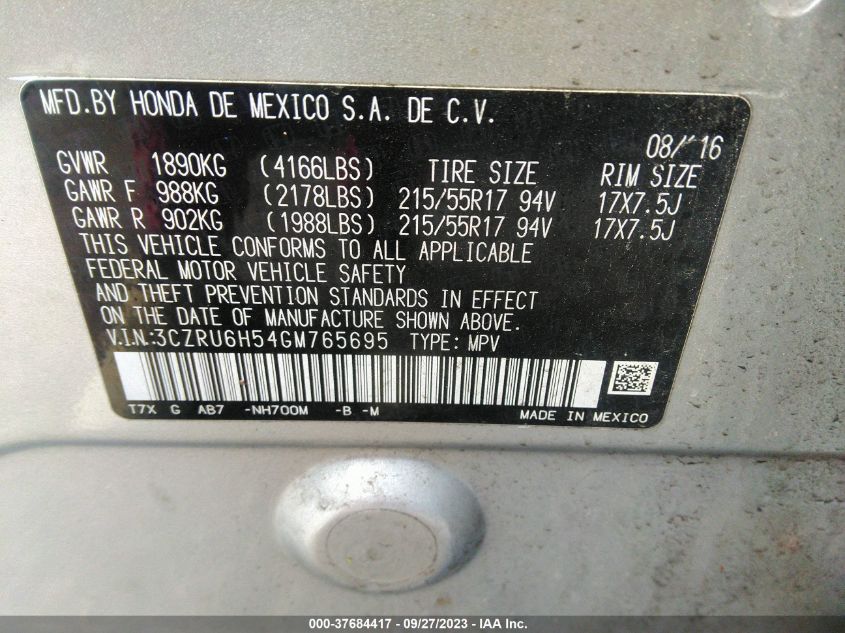 MFD.BY HONDA DE MEXICO S.A. DE C.V.
08/16
GVWR 1890KG (4166LBS) TIRE SIZE RIM SIZE
GAWR F 988KG (2178LBS) 215/55R17 94V 17X7.5J
GAWR R 902KG (1988LBS) 215/55R17 94V 17X7.5J
THIS VEHICLE CONFORMS TO ALL APPLICABLE
FEDERAL MOTOR VEHICLE SAFETY
AND THEFT PREVENTION STANDARDS IN EFFECT
ON THE DATE OF MANUFACTURE SHOWN ABOVE.
V.I.N.:3CZRU6H54GM765695 TYPE: MPV
T7X G AB7 -NH700M -B -M MADE IN MEXICO
000-37684417 - 09/27/2023 - IAA Inc.